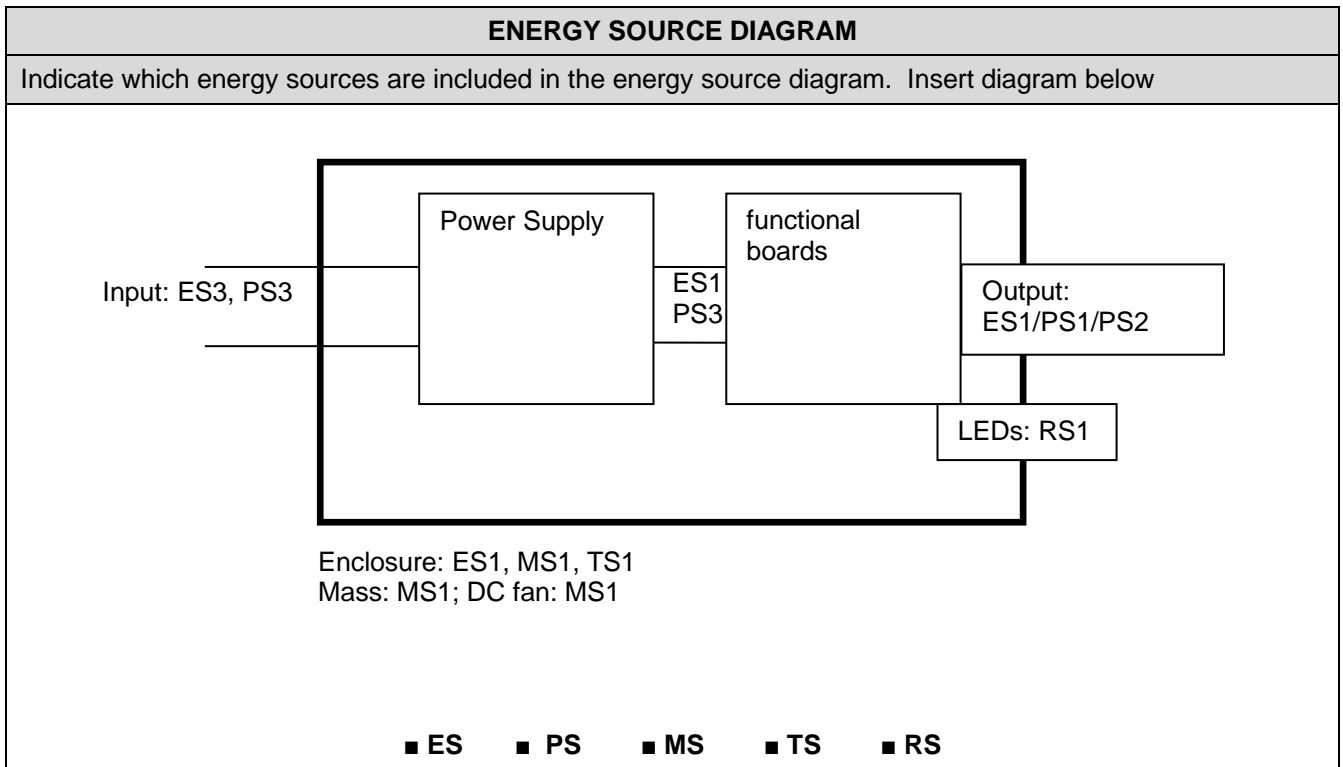 ENERGY SOURCE DIAGRAM
Indicate which energy sources are included in the energy source diagram.  Insert diagram below
Power Supply
functional
boards
Input: ES3, PS3
ES1
PS3
Output:
ES1/PS1/PS2
LEDs: RS1
Enclosure: ES1, MS1, TS1
Mass: MS1; DC fan: MS1
■ ES ■ PS ■ MS ■ TS ■ RS